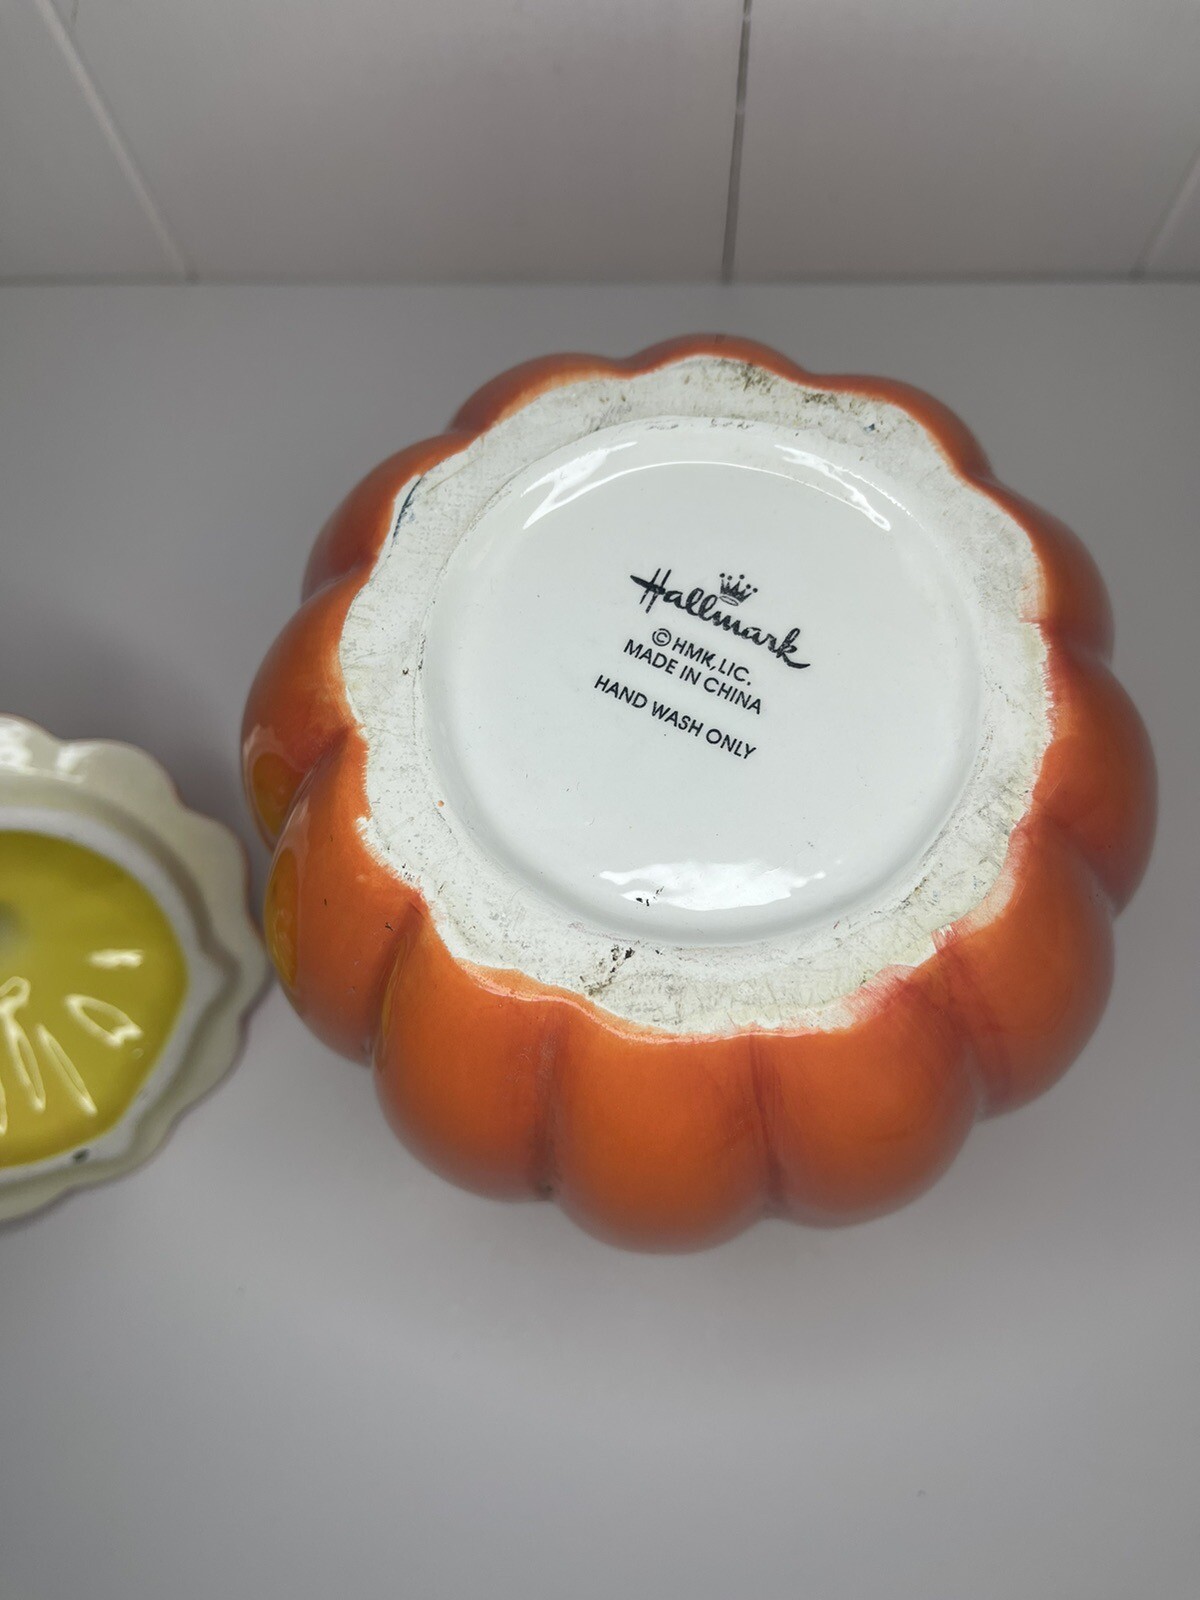 Hallmark
© HMK, LIC.
MADE IN CHINA
HAND WASH ONLY